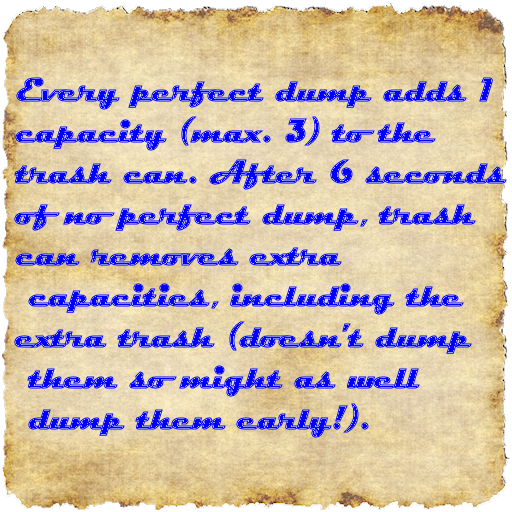 Every perfect dump adds 1
capacity (max. 3) to the
trash can. After 6 seconds
of no perfect dump, trash
can removes extra
capacities, including the
extra trash (doesn't dump
them so might as well
dump them early!).